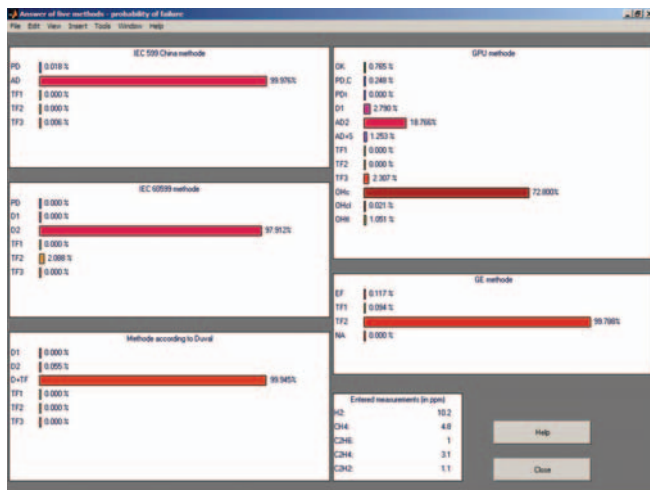 Answer of five methods - probability of failure
File Edit View Insert Tools Window Help
IEC 599 China methode
PD 0.018 %
AD 99.976%
TF1 0.000 %
TF2 0.000 %
TF3 0.006 %
IEC 60599 methode
PD 0.000 %
D1 0.000 %
D2 97.912%
TF1 0.000 %
TF2 2.088 %
TF3 0.000 %
Methode according to Duval
D1 0.000 %
D2 0.055 %
D+TF 99.945%
TF1 0.000 %
TF2 0.000 %
TF3 0.000 %
GPU methode
OK 0.765 %
PD,C 0.248 %
PDi 0.000 %
D1 2.790 %
AD2 18.766%
AD+S 1.253 %
TF1 0.000 %
TF2 0.000 %
TF3 2.307 %
OHc 72.800%
OHcl 0.021 %
1.051 %
GE methode
EF 0.117 %
TF1 0.094 %
TF2 99.788%
NA 0.000 %
Entered measurements (in ppm)
H2: 10.2
CH4: 4.8
C2H6: 1
C2H4: 3.1
C2H2: 1.1
Help
Close